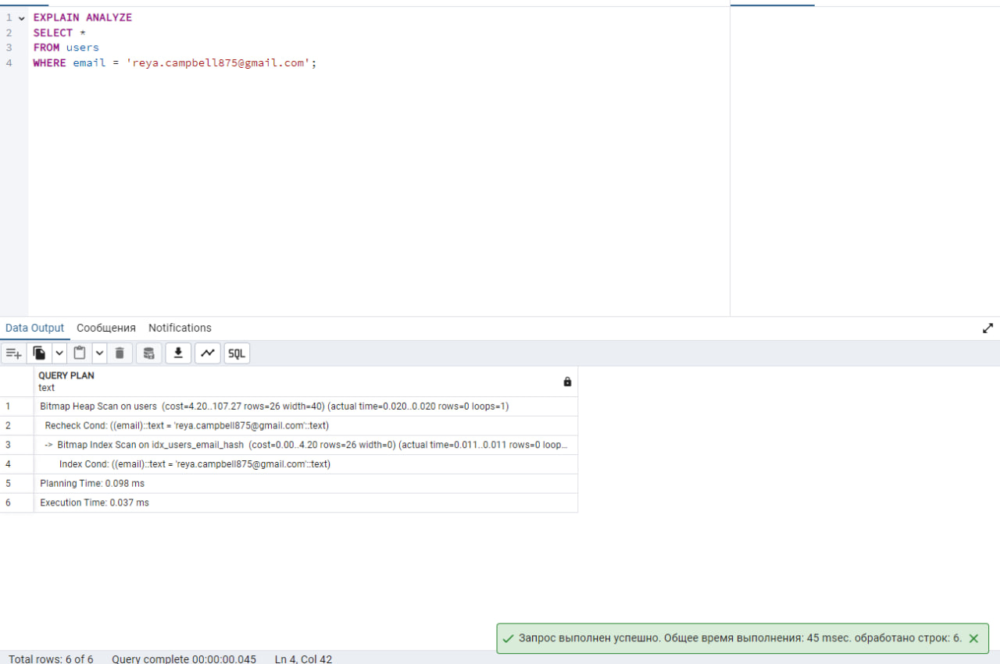 1 EXPLAIN ANALYZE
2 SELECT *
3 FROM users
4 WHERE email = 'reya.campbell875@gmail.com';
Data Output Сообщения Notifications
SQL
QUERY PLAN
text
1 Bitmap Heap Scan on users (cost=4.20..107.27 rows=26 width=40) (actual time=0.020..0.020 rows=0 loops=1)
2 Recheck Cond: ((email)::text = 'reya.campbell875@gmail.com'::text)
3 -> Bitmap Index Scan on idx_users_email_hash (cost=0.00..4.20 rows=26 width=0) (actual time=0.011..0.011 rows=0 loop...
4 Index Cond: ((email)::text = 'reya.campbell875@gmail.com'::text)
5 Planning Time: 0.098 ms
6 Execution Time: 0.037 ms
Запрос выполнен успешно. Общее время выполнения: 45 msec. обработано строк: 6.
Total rows: 6 of 6 Query complete 00:00:00.045 Ln 4, Col 42